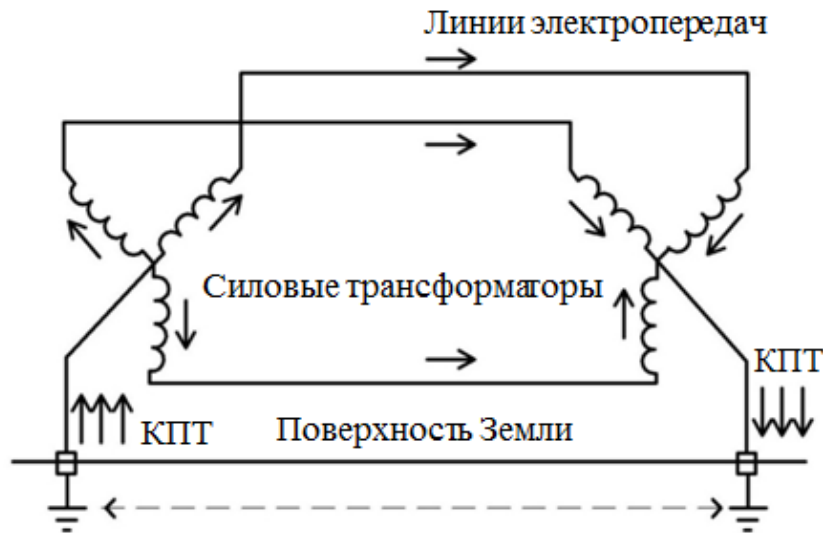 Линии электропередач
Силовые трансформаторы
КПТ
КПТ
Поверхность Земли